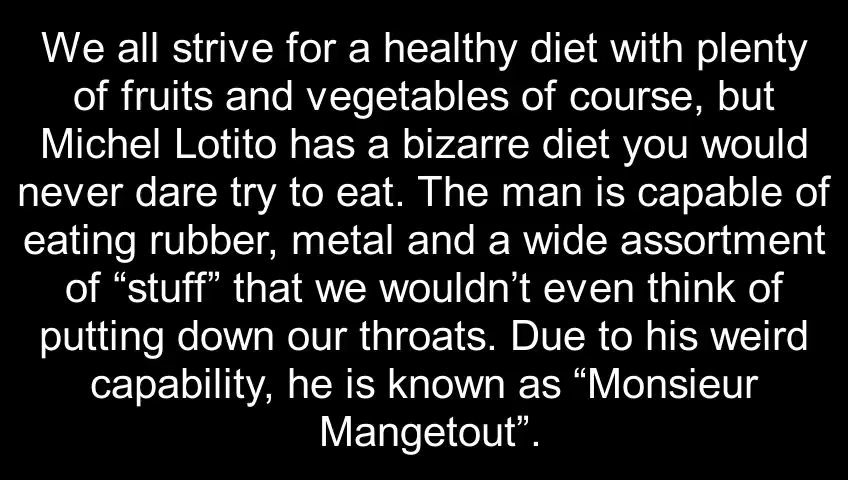 We all strive for a healthy diet with plenty
of fruits and vegetables of course, but
Michel Lotito has a bizarre diet you would
never dare try to eat. The man is capable of
eating rubber, metal and a wide assortment
of “stuff” that we wouldn’t even think of
putting down our throats. Due to his weird
capability, he is known as “Monsieur
Mangetout”.